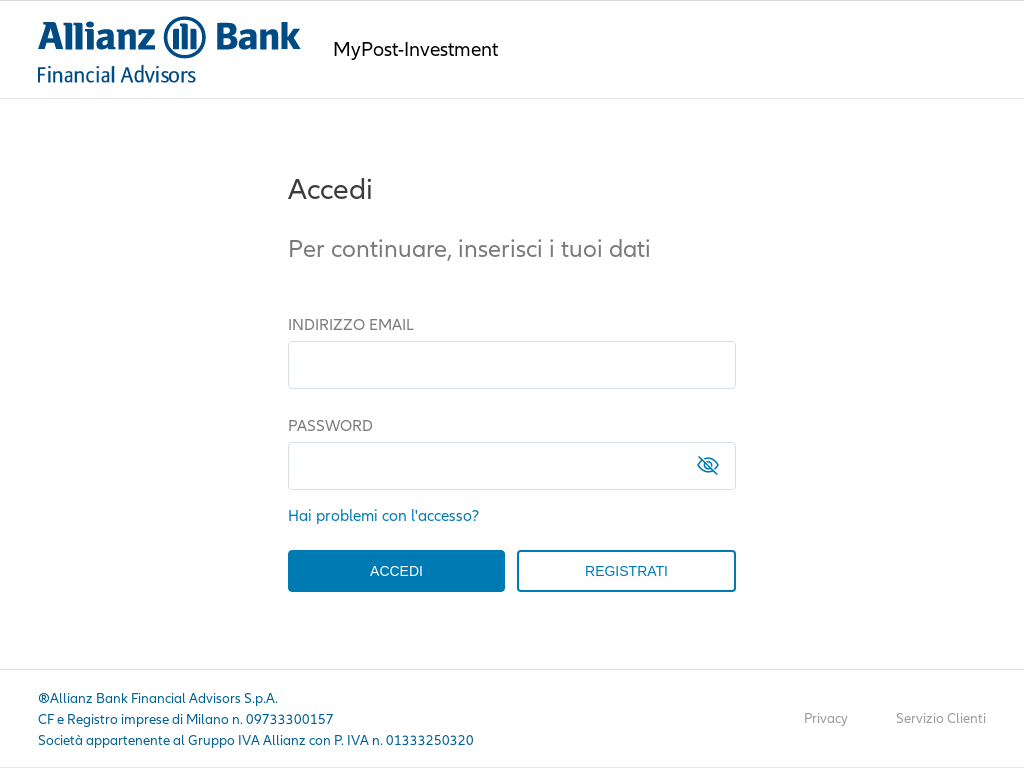 Allianz Bank
Financial Advisors
MyPost-Investment
Accedi
Per continuare, inserisci i tuoi dati
INDIRIZZO EMAIL
PASSWORD
Hai problemi con l'accesso?
ACCEDI
REGISTRATI
®Allianz Bank Financial Advisors S.p.A.
CF e Registro imprese di Milano n. 09733300157
Società appartenente al Gruppo IVA Allianz con P. IVA n. 01333250320
Privacy
Servizio Clienti